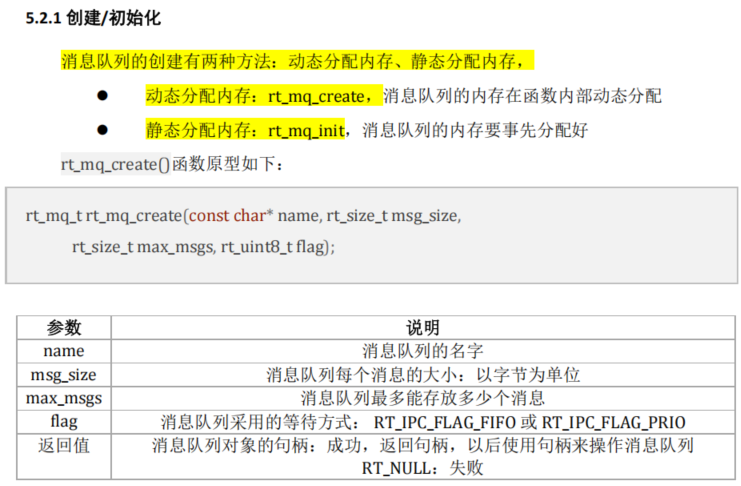 5.2.1 创建/初始化
消息队列的创建有两种方法：动态分配内存、静态分配内存，
● 动态分配内存：rt_mq_create，消息队列的内存在函数内部动态分配
● 静态分配内存：rt_mq_init，消息队列的内存要事先分配好
rt_mq_create()函数原型如下：
rt_mq_t rt_mq_create(const char* name, rt_size_t msg_size,
rt_size_t max_msgs, rt_uint8_t flag);
参数 说明
name 消息队列的名字
msg_size 消息队列每个消息的大小：以字节为单位
max_msgs 消息队列最多能存放多少个消息
flag 消息队列采用的等待方式： RT_IPC_FLAG_FIFO 或 RT_IPC_FLAG_PRIO
返回值 消息队列对象的句柄：成功，返回句柄，以后使用句柄来操作消息队列
RT_NULL：失败